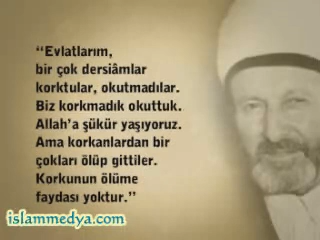 “Evlatlarım,
bir çok dersiâmlar
korktular, okutmadılar.
Biz korkmadık okuttuk.
Allah’a şükür yaşıyoruz.
Ama korkanlardan bir
çokları ölüp gittiler.
Korkunun ölüme
faydası yoktur.”
islammedya.com